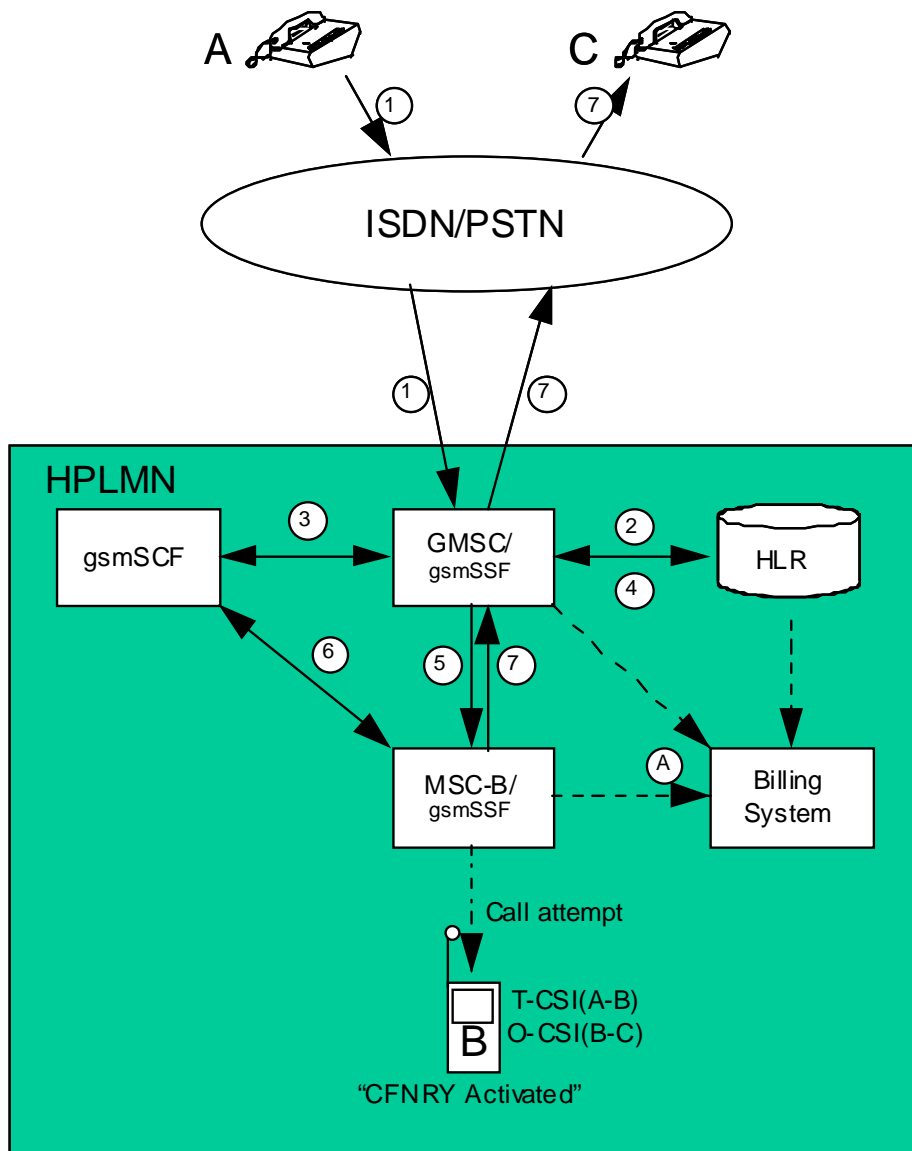 A
C
1
7
ISDN/PSTN
1
7
HPLMN
gsmSCF
3
GMSC/
gsmSSF
2
4
HLR
6
5
7
MSC-B/
gsmSSF
A
Billing
System
Call attempt
B
T-CSI(A-B)
O-CSI(B-C)
“CFNRY Activated”